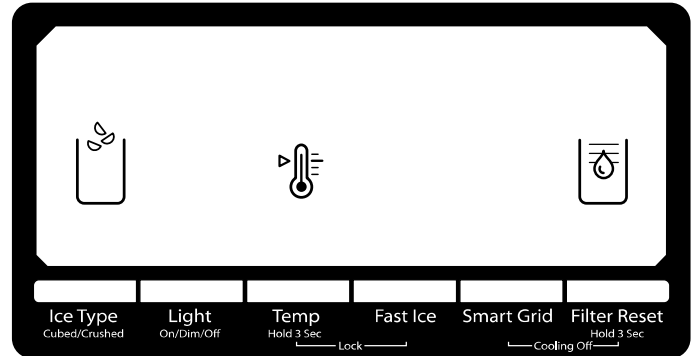 Ice Type Light Temp Fast Ice Smart Grid Filter Reset
Cubed/Crushed On/Dim/Off Hold 3 Sec Hold 3 Sec
Lock Cooling Off